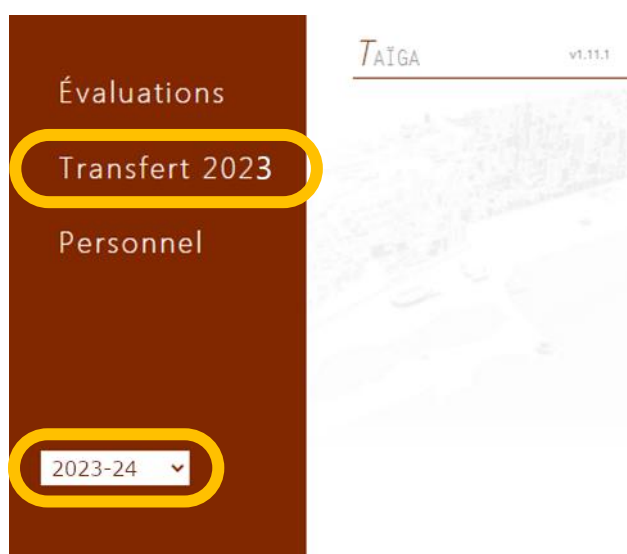 Évaluations
Transfert 2023
Personnel
2023-24
TAÏGA v1.11.1